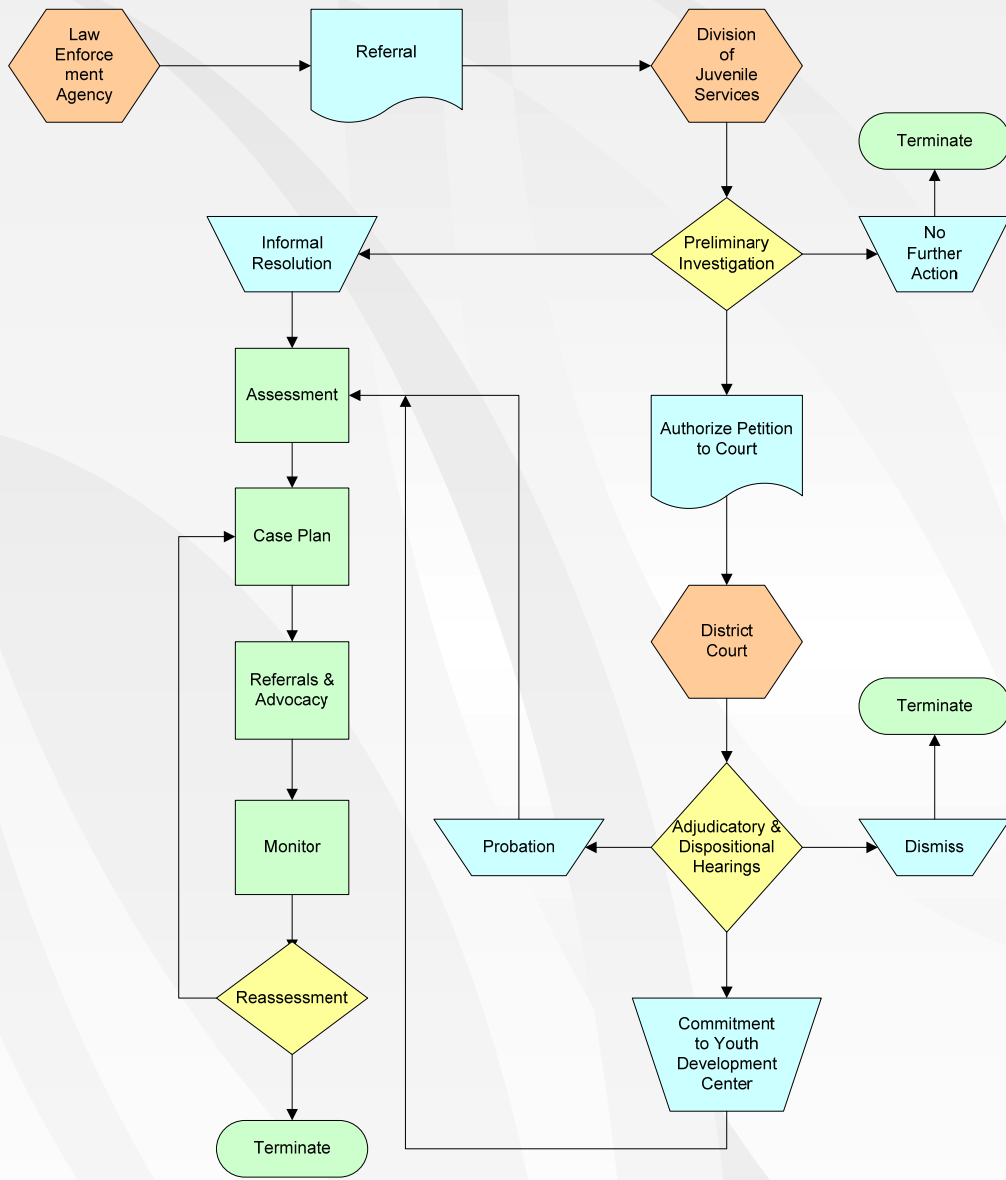 Law
Enforce
ment
Agency
Referral
Division
of
Juvenile
Services
Terminate
Informal
Resolution
Preliminary
Investigation
No
Further
Action
Assessment
Authorize Petition
to Court
Case Plan
District
Court
Referrals &
Advocacy
Terminate
Monitor
Probation
Adjudicatory &
Dispositional
Hearings
Dismiss
Reassessment
Commitment
to Youth
Development
Center
Terminate